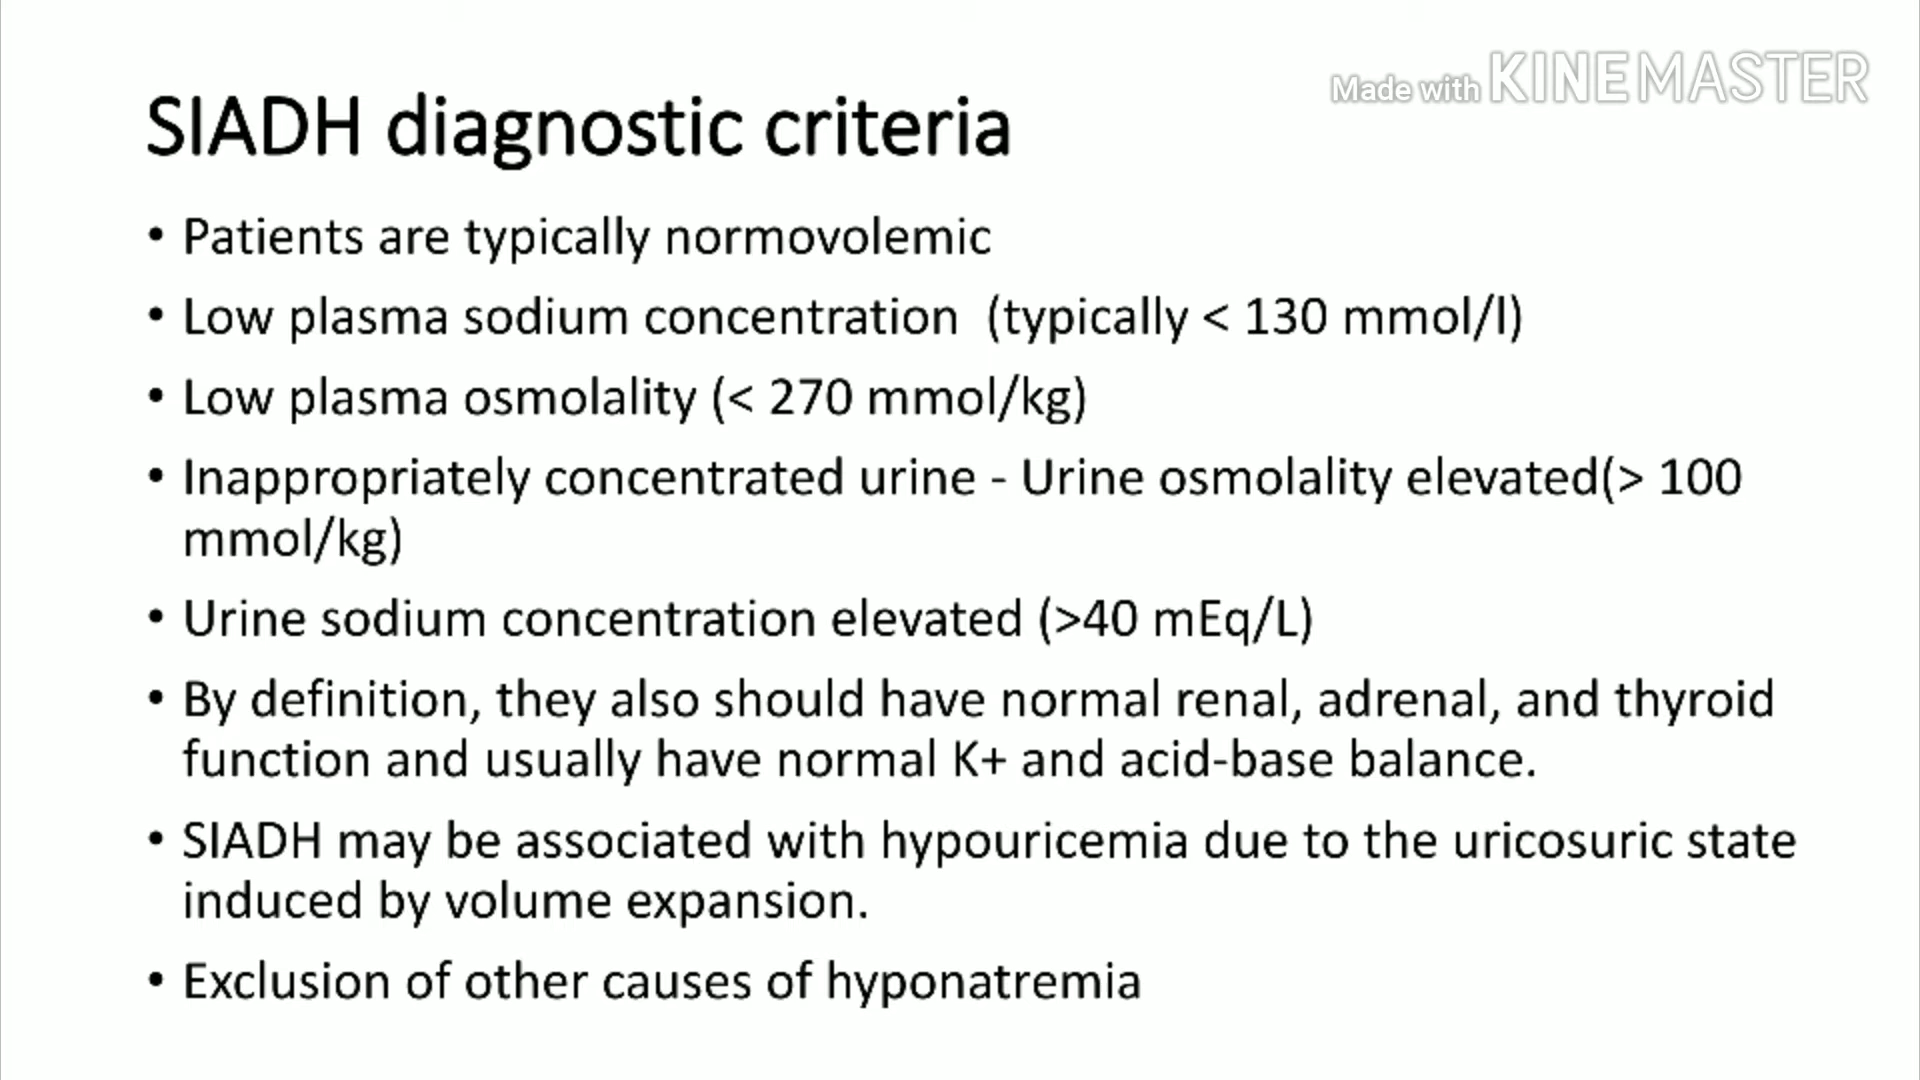 Made with KINEMASTER
SIADH diagnostic criteria
• Patients are typically normovolemic
• Low plasma sodium concentration (typically < 130 mmol/l)
• Low plasma osmolality (< 270 mmol/kg)
• Inappropriately concentrated urine - Urine osmolality elevated(> 100
mmol/kg)
• Urine sodium concentration elevated (>40 mEq/L)
• By definition, they also should have normal renal, adrenal, and thyroid
function and usually have normal K+ and acid-base balance.
• SIADH may be associated with hypouricemia due to the uricosuric state
induced by volume expansion.
• Exclusion of other causes of hyponatremia